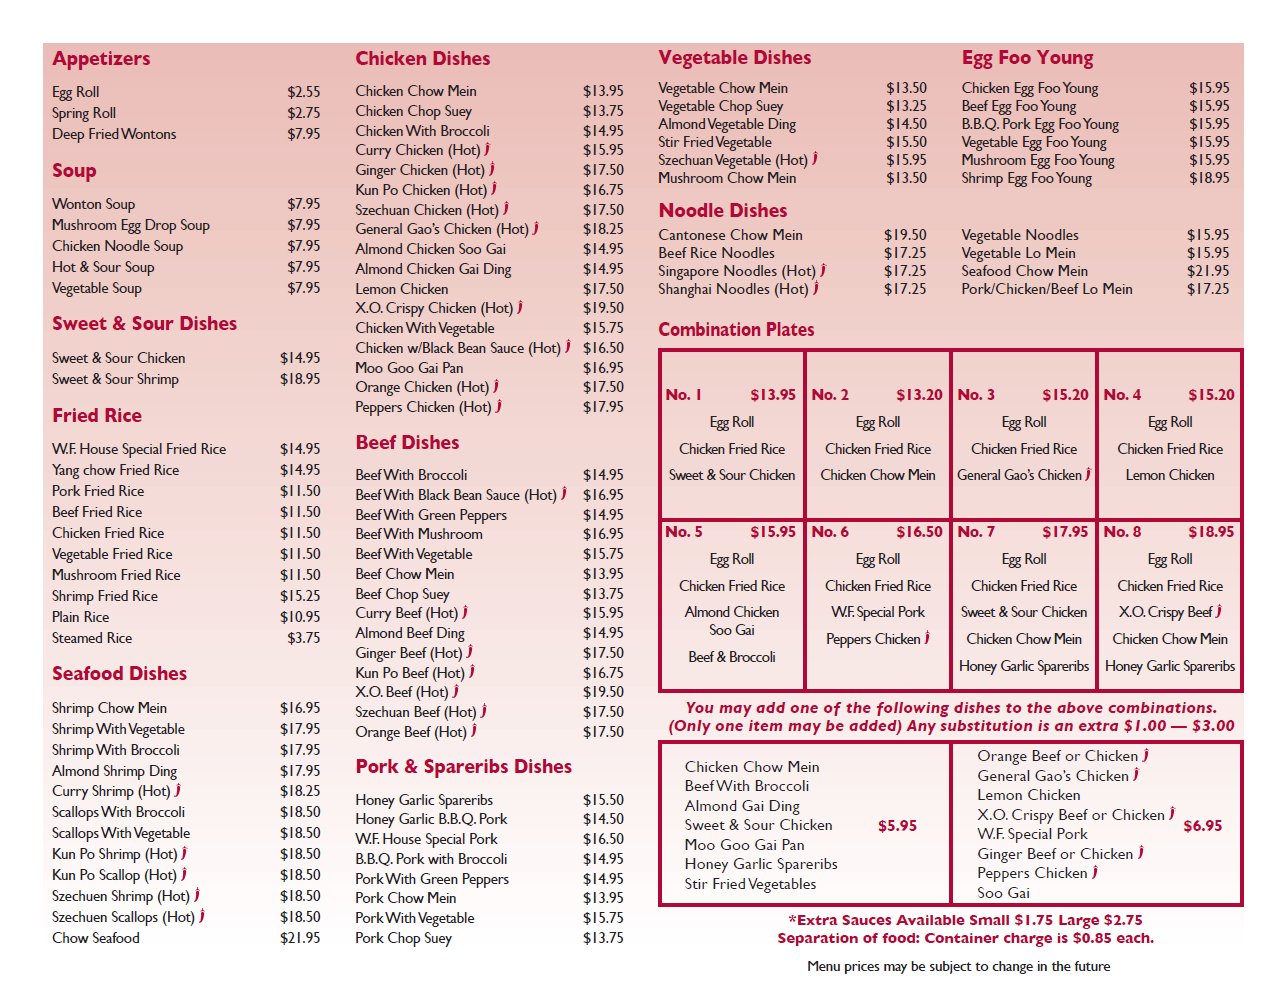 Appetizers
Egg Roll $2.55
Spring Roll $2.75
Deep Fried Wontons $7.95
Soup
Wonton Soup $7.95
Mushroom Egg Drop Soup $7.95
Chicken Noodle Soup $7.95
Hot & Sour Soup $7.95
Vegetable Soup $7.95
Sweet & Sour Dishes
Sweet & Sour Chicken $14.95
Sweet & Sour Shrimp $18.95
Fried Rice
W.F. House Special Fried Rice $14.95
Yang chow Fried Rice $14.95
Pork Fried Rice $11.50
Beef Fried Rice $11.50
Chicken Fried Rice $11.50
Vegetable Fried Rice $11.50
Mushroom Fried Rice $11.50
Shrimp Fried Rice $15.25
Plain Rice $10.95
Steamed Rice $3.75
Seafood Dishes
Shrimp Chow Mein $16.95
Shrimp With Vegetable $17.95
Shrimp With Broccoli $17.95
Almond Shrimp Ding $17.95
Curry Shrimp (Hot) $18.25
Scallops With Broccoli $18.50
Scallops With Vegetable $18.50
Kun Po Shrimp (Hot) $18.50
Kun Po Scallop (Hot) $18.50
Szechuen Shrimp (Hot) $18.50
Szechuen Scallops (Hot) $18.50
Chow Seafood $21.95
Chicken Dishes
Chicken Chow Mein $13.95
Chicken Chop Suey $13.75
Chicken With Broccoli $14.95
Curry Chicken (Hot) $15.95
Ginger Chicken (Hot) $17.50
Kun Po Chicken (Hot) $16.75
Szechuan Chicken (Hot) $17.50
General Gao's Chicken (Hot) $18.25
Almond Chicken Soo Gai $14.95
Almond Chicken Gai Ding $14.95
Lemon Chicken $17.50
X.O. Crispy Chicken (Hot) $19.50
Chicken With Vegetable $15.75
Chicken w/Black Bean Sauce (Hot) $16.50
Moo Goo Gai Pan $16.95
Orange Chicken (Hot) $17.50
Peppers Chicken (Hot) $17.95
Beef Dishes
Beef With Broccoli $14.95
Beef With Black Bean Sauce (Hot) $16.95
Beef With Green Peppers $14.95
Beef With Mushroom $16.95
Beef With Vegetable $15.75
Beef Chow Mein $13.95
Beef Chop Suey $13.75
Curry Beef (Hot) $15.95
Almond Beef Ding $14.95
Ginger Beef (Hot) $17.50
Kun Po Beef (Hot) $16.75
X.O. Beef (Hot) $19.50
Szechuan Beef (Hot) $17.50
Orange Beef (Hot) $17.50
Pork & Spareribs Dishes
Honey Garlic Spareribs $15.50
Honey Garlic B.B.Q. Pork $14.50
W.F. House Special Pork $16.50
B.B.Q. Pork with Broccoli $14.95
Pork With Green Peppers $14.95
Pork Chow Mein $13.95
Pork With Vegetable $15.75
Pork Chop Suey $13.75
Vegetable Dishes
Vegetable Chow Mein $13.50
Vegetable Chop Suey $13.25
Almond Vegetable Ding $14.50
Stir Fried Vegetable $15.50
Szechuan Vegetable (Hot) $15.95
Mushroom Chow Mein $13.50
Egg Foo Young
Chicken Egg Foo Young $15.95
Beef Egg Foo Young $15.95
B.B.Q. Pork Egg Foo Young $15.95
Vegetable Egg Foo Young $15.95
Mushroom Egg Foo Young $15.95
Shrimp Egg Foo Young $18.95
Noodle Dishes
Cantonese Chow Mein $19.50
Beef Rice Noodles $17.25
Singapore Noodles (Hot) $17.25
Shanghai Noodles (Hot) $17.25
Vegetable Noodles $15.95
Vegetable Lo Mein $15.95
Seafood Chow Mein $21.95
Pork/Chicken/Beef Lo Mein $17.25
Combination Plates
No. 1 $13.95
Egg Roll
Chicken Fried Rice
Sweet & Sour Chicken
No. 2 $13.20
Egg Roll
Chicken Fried Rice
Chicken Chow Mein
No. 3 $15.20
Egg Roll
Chicken Fried Rice
General Gao's Chicken
No. 4 $15.20
Egg Roll
Chicken Fried Rice
Lemon Chicken
No. 5 $15.95
Egg Roll
Chicken Fried Rice
Almond Chicken
Soo Gai
Beef & Broccoli
No. 6 $16.50
Egg Roll
Chicken Fried Rice
W.F. Special Pork
Peppers Chicken
No. 7 $17.95
Egg Roll
Chicken Fried Rice
Sweet & Sour Chicken
Chicken Chow Mein
Honey Garlic Spareribs
No. 8 $18.95
Egg Roll
Chicken Fried Rice
X.O. Crispy Beef
Chicken Chow Mein
Honey Garlic Spareribs
You may add one of the following dishes to the above combinations.
(Only one item may be added) Any substitution is an extra $1.00 — $3.00
Chicken Chow Mein
Beef With Broccoli
Almond Gai Ding
Sweet & Sour Chicken $5.95
Moo Goo Gai Pan
Honey Garlic Spareribs
Stir Fried Vegetables
Orange Beef or Chicken
General Gao's Chicken
Lemon Chicken
X.O. Crispy Beef or Chicken
W.F. Special Pork $6.95
Ginger Beef or Chicken
Peppers Chicken
Soo Gai
*Extra Sauces Available Small $1.75 Large $2.75
Separation of food: Container charge is $0.85 each.
Menu prices may be subject to change in the future